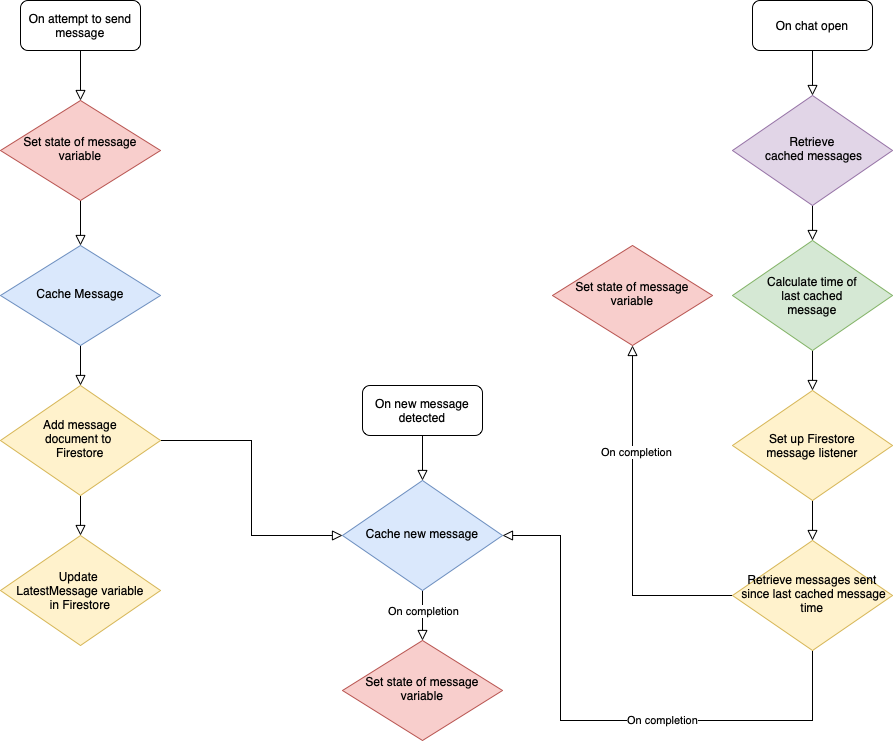 On attempt to send
message
On chat open
Set state of message
variable
Retrieve
cached messages
Cache Message
Set state of message
variable
Calculate time of
last cached
message
On new message
detected
Add message
document to
Firestore
Set up Firestore
message listener
On completion
Cache new message
Update
LatestMessage variable
in Firestore
Retrieve messages sent
since last cached message
time
On completion
Set state of message
variable
On completion